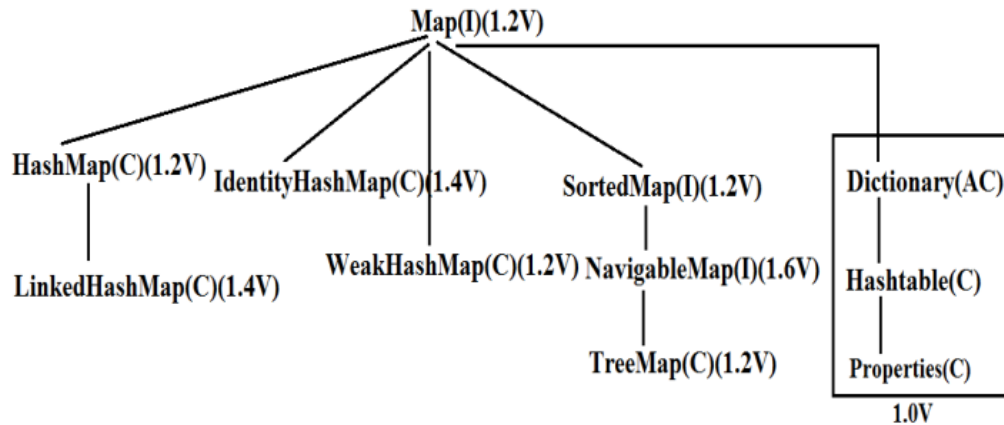 Map(I)(1.2V)
HashMap(C)(1.2V)
IdentityHashMap(C)(1.4V)
SortedMap(I)(1.2V)
Dictionary(AC)
LinkedHashMap(C)(1.4V)
WeakHashMap(C)(1.2V)
NavigableMap(I)(1.6V)
Hashtable(C)
TreeMap(C)(1.2V)
Properties(C)
1.0V